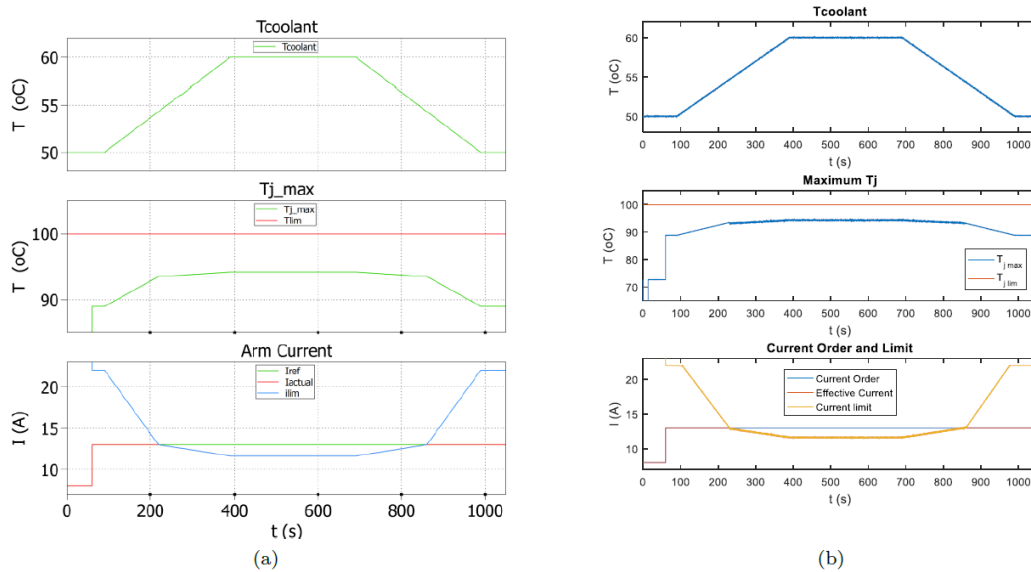 Tcoolant
Tcoolant
60
55
50
T (oC)
Tj_max
Tj_max
Tlim
100
90
T (oC)
Arm Current
Iref
Iactual
ilim
20
15
10
I (A)
0 200 400 600 800 1000
t (s)
(a)
Tcoolant
60
55
50
T (oC)
0 100 200 300 400 500 600 700 800 900 1000
t (s)
Maximum Tj
100
90
80
70
T (oC)
T j max
T j lim
0 100 200 300 400 500 600 700 800 900 1000
t (s)
Current Order and Limit
20
15
10
I (A)
Current Order
Effective Current
Current limit
0 100 200 300 400 500 600 700 800 900 1000
t (s)
(b)